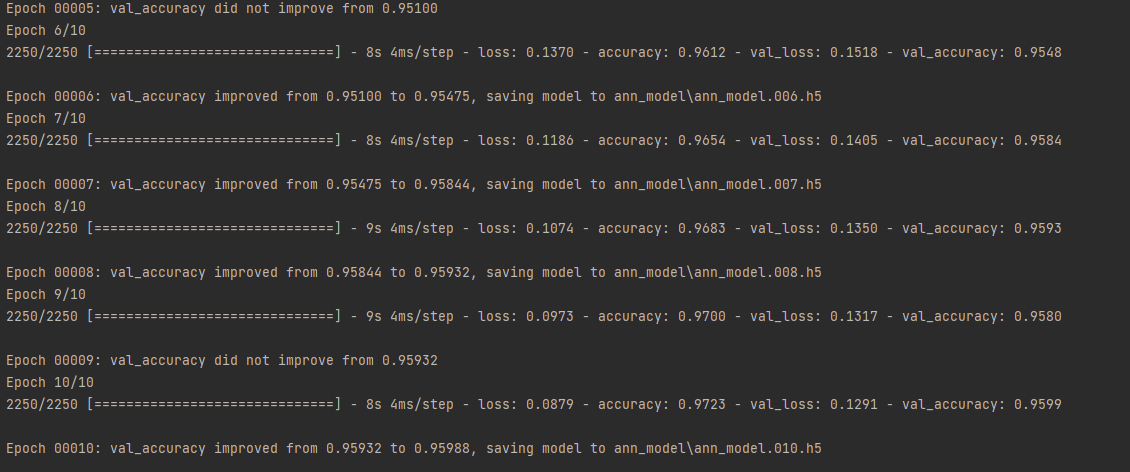 Epoch 00005: val_accuracy did not improve from 0.95100
Epoch 6/10
2250/2250 [==============================] - 8s 4ms/step - loss: 0.1370 - accuracy: 0.9612 - val_loss: 0.1518 - val_accuracy: 0.9548
Epoch 00006: val_accuracy improved from 0.95100 to 0.95475, saving model to ann_model\ann_model.006.h5
Epoch 7/10
2250/2250 [==============================] - 8s 4ms/step - loss: 0.1186 - accuracy: 0.9654 - val_loss: 0.1405 - val_accuracy: 0.9584
Epoch 00007: val_accuracy improved from 0.95475 to 0.95844, saving model to ann_model\ann_model.007.h5
Epoch 8/10
2250/2250 [==============================] - 9s 4ms/step - loss: 0.1074 - accuracy: 0.9683 - val_loss: 0.1350 - val_accuracy: 0.9593
Epoch 00008: val_accuracy improved from 0.95844 to 0.95932, saving model to ann_model\ann_model.008.h5
Epoch 9/10
2250/2250 [==============================] - 9s 4ms/step - loss: 0.0973 - accuracy: 0.9700 - val_loss: 0.1317 - val_accuracy: 0.9580
Epoch 00009: val_accuracy did not improve from 0.95932
Epoch 10/10
2250/2250 [==============================] - 8s 4ms/step - loss: 0.0879 - accuracy: 0.9723 - val_loss: 0.1291 - val_accuracy: 0.9599
Epoch 00010: val_accuracy improved from 0.95932 to 0.95988, saving model to ann_model\ann_model.010.h5